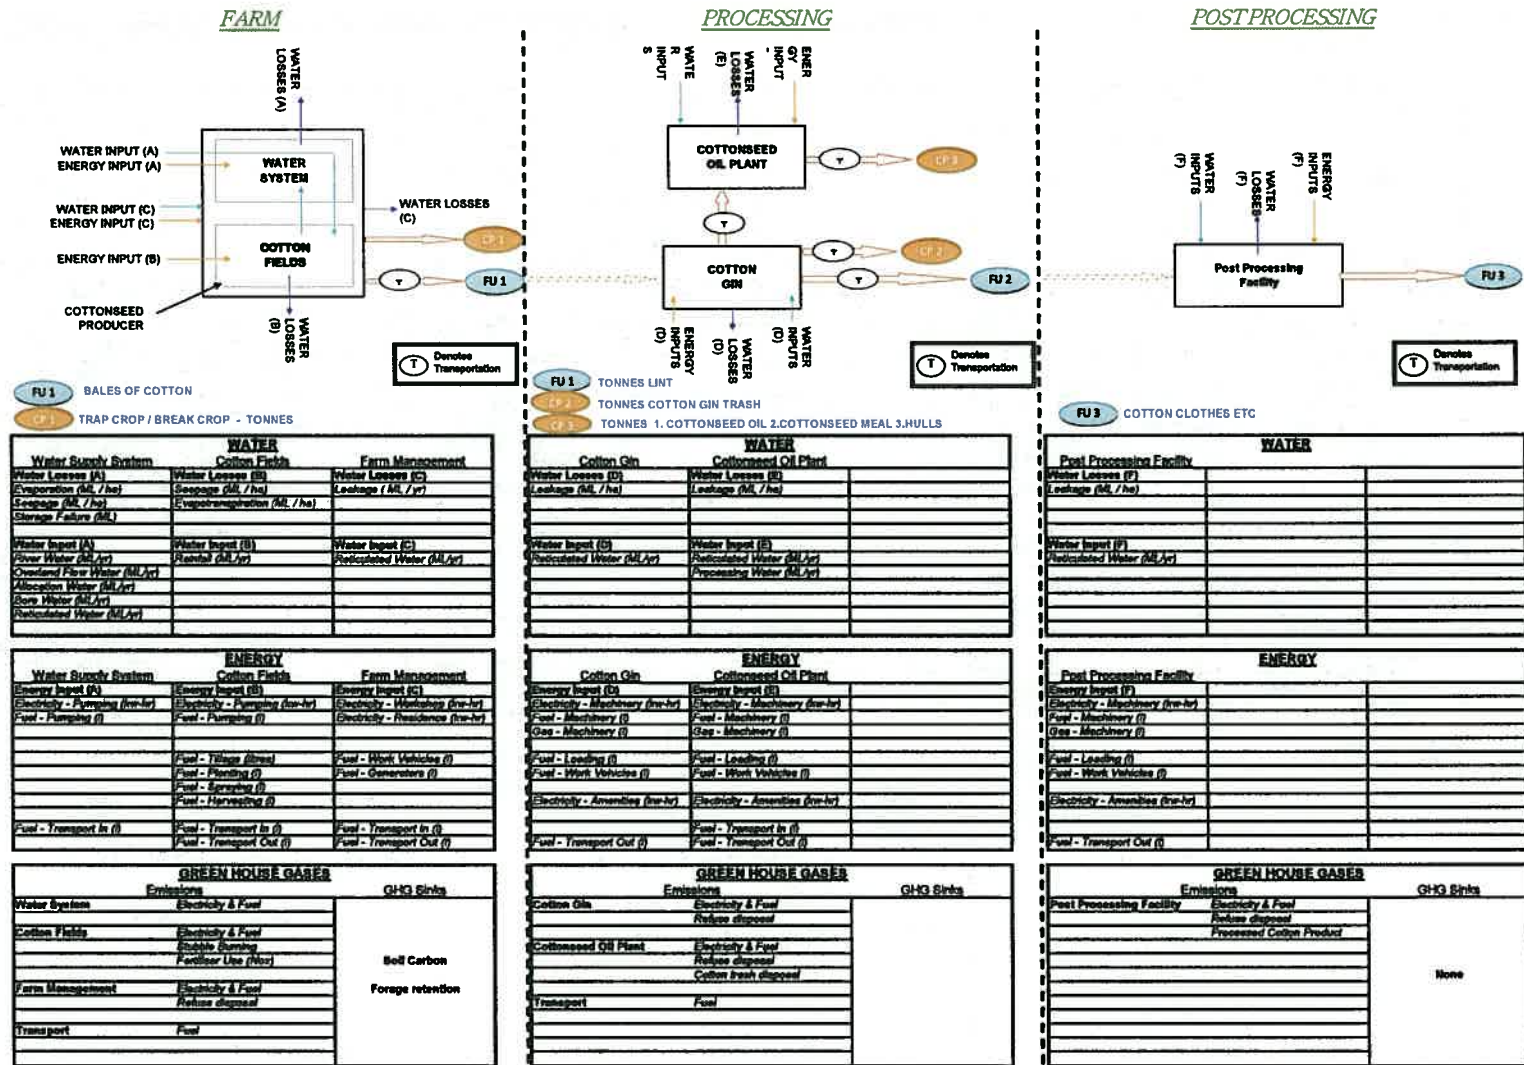 FARM
PROCESSING
POST PROCESSING
WATER
LOSSES (A)
WATER INPUT (A)
ENERGY INPUT (A)
WATER
SYSTEM
WATER INPUT (C)
ENERGY INPUT (C)
WATER LOSSES
(C)
ENERGY INPUT (B)
COTTON
FIELDS
CP 1
T
FU 1
COTTONSEED
PRODUCER
WATER
LOSSES
(B)
T
Denotes
Transportation
FU 1
BALES OF COTTON
CP 1
TRAP CROP / BREAK CROP - TONNES
WATE
R
INPUT
S
WATER
LOSSES
(E)
ENER
GY
INPUT
-
COTTONSEED
OIL PLANT
T
CP 3
T
COTTON
GIN
T
CP 2
T
FU 2
ENERGY
INPUTS
(D)
WATER
LOSSES
(D)
WATER
INPUTS
(D)
T
Denotes
Transportation
FU 1
TONNES LINT
CP 2
TONNES COTTON GIN TRASH
CP 3
TONNES 1. COTTONSEED OIL 2.COTTONSEED MEAL 3.HULLS
WATER
INPUTS
(F)
WATER
LOSSES
(F)
ENERGY
INPUTS
(F)
Post Processing
Facility
FU 3
T
Denotes
Transportation
FU 3
COTTON CLOTHES ETC
WATER
Water Supply System Cotton Fields Farm Management
Water Losses (A) Water Losses (B) Water Losses (C)
Evaporation (ML / ha) Seepage (ML / ha) Leakage ( ML / yr)
Seepage (ML / ha) Evapotranspiration (ML / ha)
Storage Failure (ML)
Water Input (A) Water Input (B) Water Input (C)
River Water (ML/yr) Rainfall (ML/yr) Reticulated Water (ML/yr)
Overland Flow Water (ML/yr)
Allocation Water (ML/yr)
Bore Water (ML/yr)
Reticulated Water (ML/yr)
ENERGY
Water Supply System Cotton Fields Farm Management
Energy Input (A) Energy Input (B) Energy Input (C)
Electricity - Pumping (kw-hr) Electricity - Pumping (kw-hr) Electricity - Workshop (kw-hr)
Fuel - Pumping (l) Fuel - Pumping (l) Electricity - Residence (kw-hr)
Fuel - Tillage (litres) Fuel - Work Vehicles (l)
Fuel - Planting (l) Fuel - Generators (l)
Fuel - Spraying (l)
Fuel - Harvesting (l)
Fuel - Transport In (l) Fuel - Transport In (l) Fuel - Transport In (l)
Fuel - Transport Out (l) Fuel - Transport Out (l)
GREEN HOUSE GASES
Emissions GHG Sinks
Water System Electricity & Fuel
Cotton Fields Electricity & Fuel
Stubble Burning
Fertiliser Use (Nox)
Soil Carbon
Farm Management Electricity & Fuel
Forage retention
Refuse disposal
Transport Fuel
WATER
Cotton Gin Cottonseed Oil Plant
Water Losses (D) Water Losses (E)
Leakage (ML / ha) Leakage (ML / ha)
Water Input (D) Water Input (E)
Reticulated Water (ML/yr) Reticulated Water (ML/yr)
Processing Water (ML/yr)
ENERGY
Cotton Gin Cottonseed Oil Plant
Energy Input (D) Energy Input (E)
Electricity - Machinery (kw-hr) Electricity - Machinery (kw-hr)
Fuel - Machinery (l) Fuel - Machinery (l)
Gas - Machinery (l) Gas - Machinery (l)
Fuel - Loading (l) Fuel - Loading (l)
Fuel - Work Vehicles (l) Fuel - Work Vehicles (l)
Electricity - Amenities (kw-hr) Electricity - Amenities (kw-hr)
Fuel - Transport In (l)
Fuel - Transport Out (l) Fuel - Transport Out (l)
GREEN HOUSE GASES
Emissions GHG Sinks
Cotton Gin Electricity & Fuel
Refuse disposal
Cottonseed Oil Plant Electricity & Fuel
Refuse disposal
Cotton trash disposal
Transport Fuel
WATER
Post Processing Facility
Water Losses (F)
Leakage (ML / ha)
Water Input (F)
Reticulated Water (ML/yr)
ENERGY
Post Processing Facility
Energy Input (F)
Electricity - Machinery (kw-hr)
Fuel - Machinery (l)
Gas - Machinery (l)
Fuel - Loading (l)
Fuel - Work Vehicles (l)
Electricity - Amenities (kw-hr)
Fuel - Transport Out (l)
GREEN HOUSE GASES
Emissions GHG Sinks
Post Processing Facility Electricity & Fuel
Refuse disposal
Processed Cotton Product
None